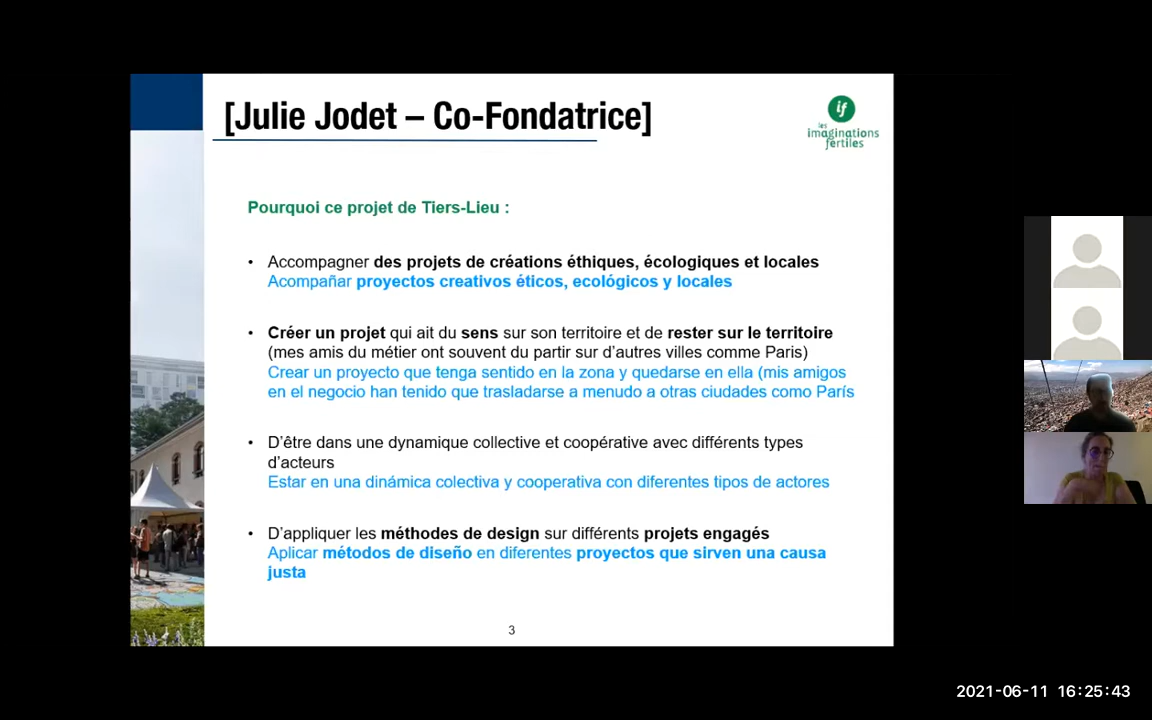 [Julie Jodet – Co-Fondatrice]
if
les
imaginations
fertiles
Pourquoi ce projet de Tiers-Lieu :
• Accompagner des projets de créations éthiques, écologiques et locales
Acompañar proyectos creativos éticos, ecológicos y locales
• Créer un projet qui ait du sens sur son territoire et de rester sur le territoire
(mes amis du métier ont souvent du partir sur d'autres villes comme Paris)
Crear un proyecto que tenga sentido en la zona y quedarse en ella (mis amigos
en el negocio han tenido que trasladarse a menudo a otras ciudades como París
• D'être dans une dynamique collective et coopérative avec différents types
d'acteurs
Estar en una dinámica colectiva y cooperativa con diferentes tipos de actores
• D'appliquer les méthodes de design sur différents projets engagés
Aplicar métodos de diseño en diferentes proyectos que sirven una causa
justa
3
2021-06-11 16:25:43